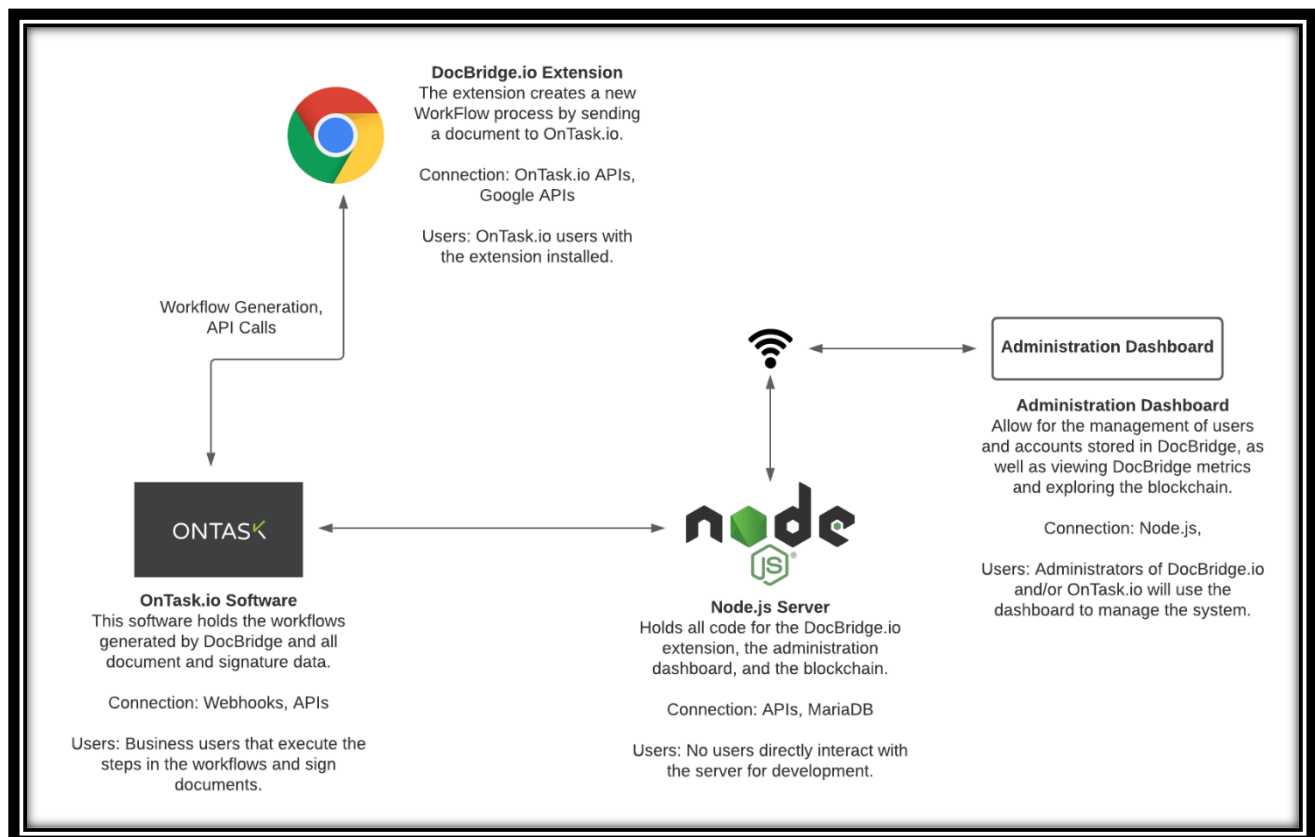 DocBridge.io Extension
The extension creates a new
WorkFlow process by sending
a document to OnTask.io.
Connection: OnTask.io APIs,
Google APIs
Users: OnTask.io users with
the extension installed.
Workflow Generation,
API Calls
Administration Dashboard
Administration Dashboard
Allow for the management of users
and accounts stored in DocBridge, as
well as viewing DocBridge metrics
and exploring the blockchain.
Connection: Node.js,
Users: Administrators of DocBridge.io
and/or OnTask.io will use the
dashboard to manage the system.
ONTASK
OnTask.io Software
This software holds the workflows
generated by DocBridge and all
document and signature data.
Connection: Webhooks, APIs
Users: Business users that execute the
steps in the workflows and sign
documents.
node
JS®
Node.js Server
Holds all code for the DocBridge.io
extension, the administration
dashboard, and the blockchain.
Connection: APIs, MariaDB
Users: No users directly interact with
the server for development.